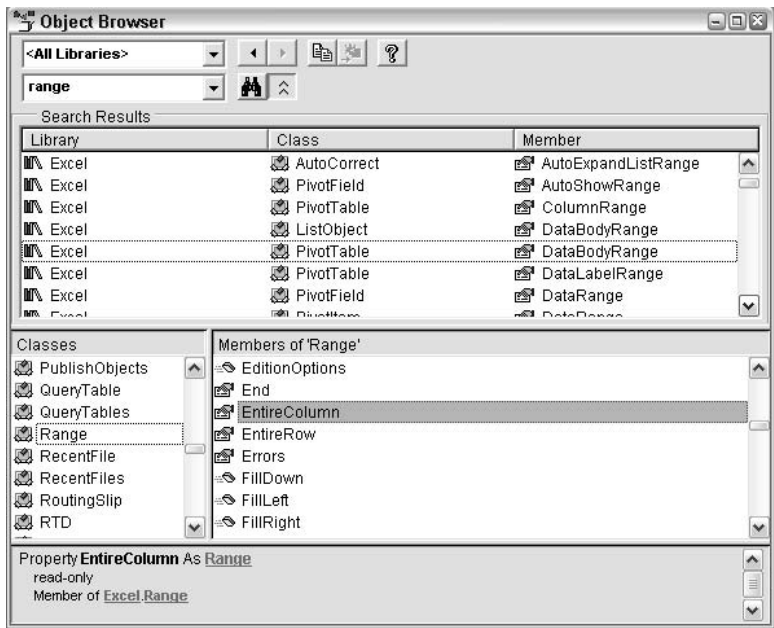 Object Browser
<All Libraries>
range
Search Results
Library Class Member
Excel AutoCorrect AutoExpandListRange
Excel PivotField AutoShowRange
Excel PivotTable ColumnRange
Excel ListObject DataBodyRange
Excel PivotTable DataBodyRange
Excel PivotTable DataLabelRange
Excel PivotField DataRange
Excel PivotItem DataRange
Classes
PublishObjects
QueryTable
QueryTables
Range
RecentFile
RecentFiles
RoutingSlip
RTD
Members of 'Range'
EditionOptions
End
EntireColumn
EntireRow
Errors
FillDown
FillLeft
FillRight
Property EntireColumn As Range
read-only
Member of Excel.Range